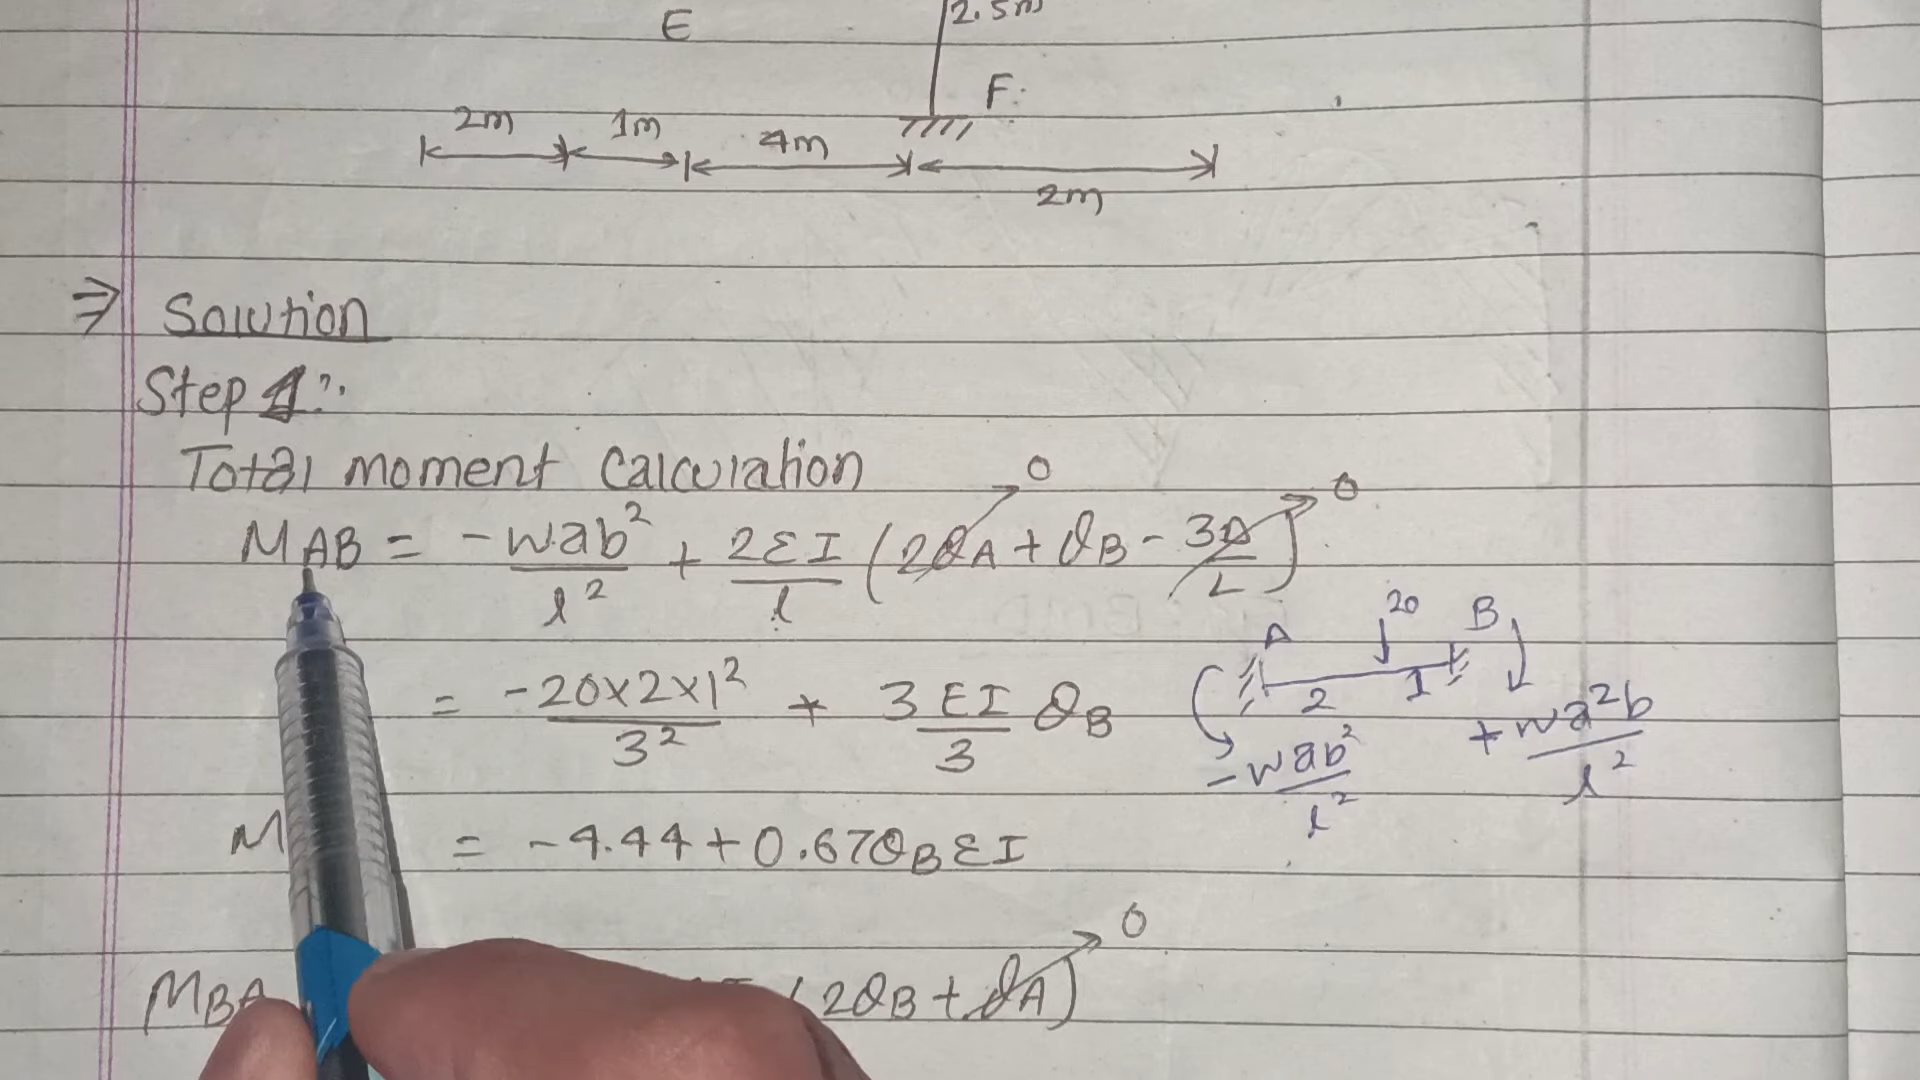 2.5m
E
F.
2m 1m 4m
2m
⇒ Solution
Step 1:
Total moment calculation
0 0
MAB = -wab²/l² + 2EI/l (2θA + θB - 3Δ/L)
A 20 B
= -20×2×1²/3² + 3EI/3 θB
2 1
-wab²/l² +wa²b/l²
M = -4.44+0.67θBEI
0
MBA (2θB+θA)